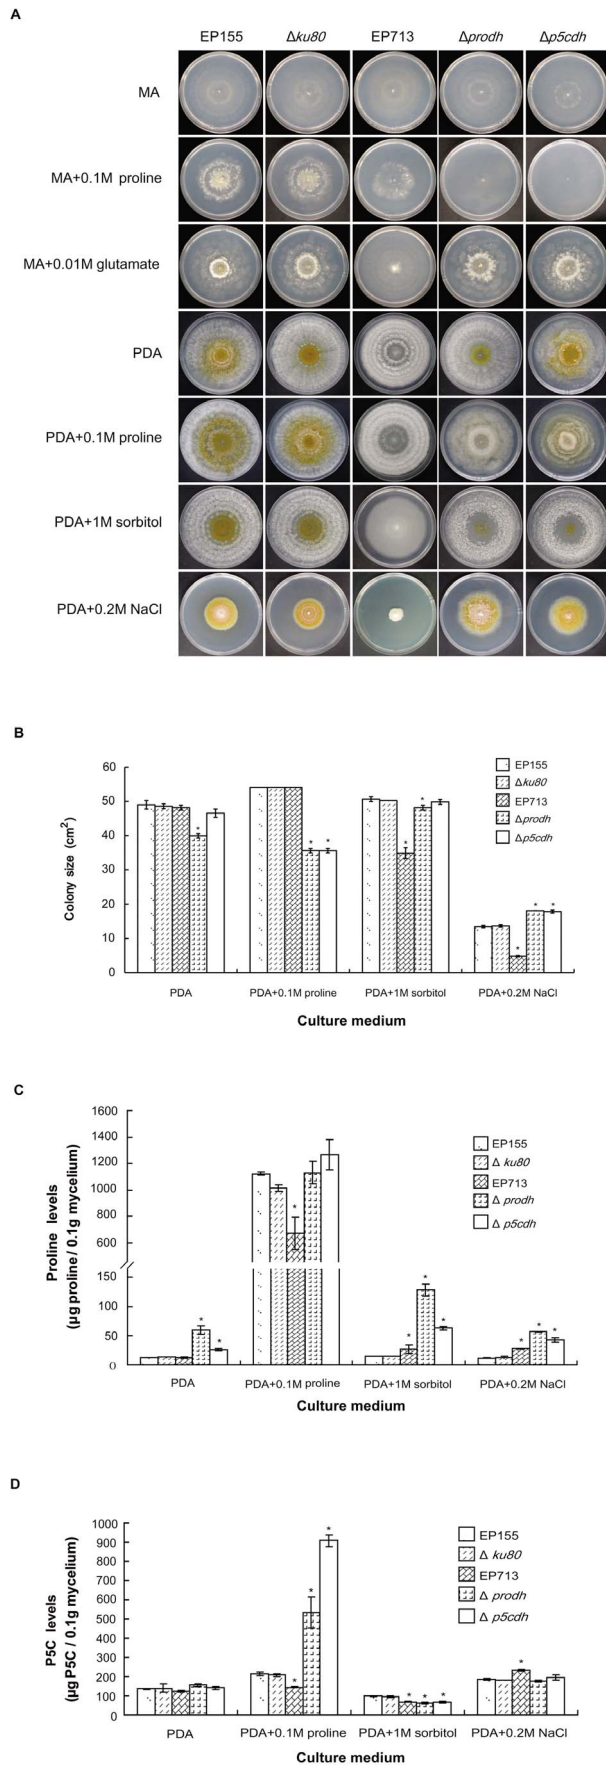 A
EP155 Δku80 EP713 Δprodh Δp5cdh
MA
MA+0.1M proline
MA+0.01M glutamate
PDA
PDA+0.1M proline
PDA+1M sorbitol
PDA+0.2M NaCl
B
Colony size (cm²)
60
50
40
30
20
10
0
EP155
Δku80
EP713
Δprodh
Δp5cdh
* * * * * * * *
PDA PDA+0.1M proline PDA+1M sorbitol PDA+0.2M NaCl
Culture medium
C
Proline levels
(µg proline / 0.1g mycelium)
1600
1400
1200
1000
800
600
150
100
50
0
EP155
Δ ku80
EP713
Δ prodh
Δ p5cdh
* * * * * * * * *
PDA PDA+0.1M proline PDA+1M sorbitol PDA+0.2M NaCl
Culture medium
D
P5C levels
(µg P5C / 0.1g mycelium)
1000
900
800
700
600
500
400
300
200
100
0
EP155
Δ ku80
EP713
Δ prodh
Δ p5cdh
* * * * * * *
PDA PDA+0.1M proline PDA+1M sorbitol PDA+0.2M NaCl
Culture medium